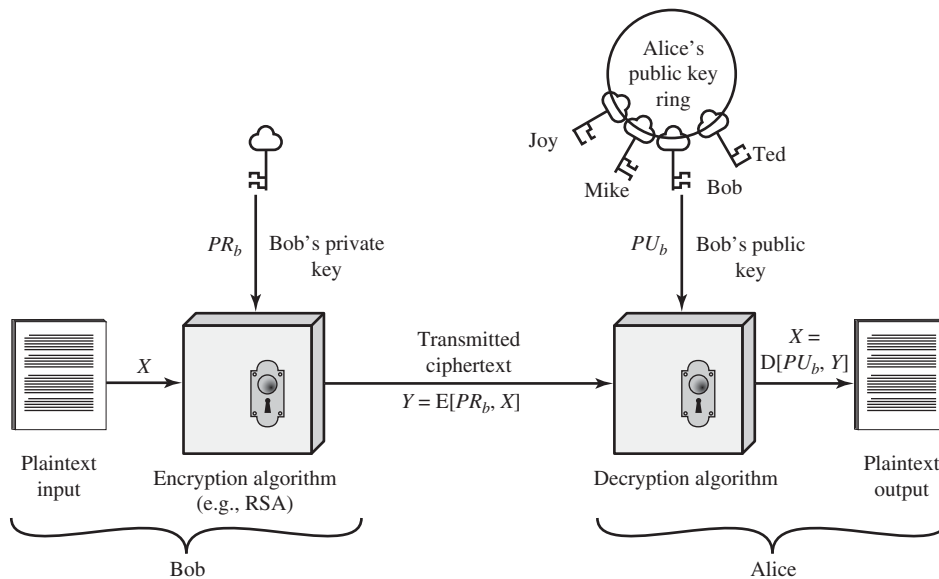 Alice's
public key
ring
Joy
Mike
Bob
Ted
PR_b
Bob's private
key
PU_b
Bob's public
key
X
Transmitted
ciphertext
Y = E[PR_b, X]
X =
D[PU_b, Y]
Plaintext
input
Encryption algorithm
(e.g., RSA)
Decryption algorithm
Plaintext
output
Bob
Alice